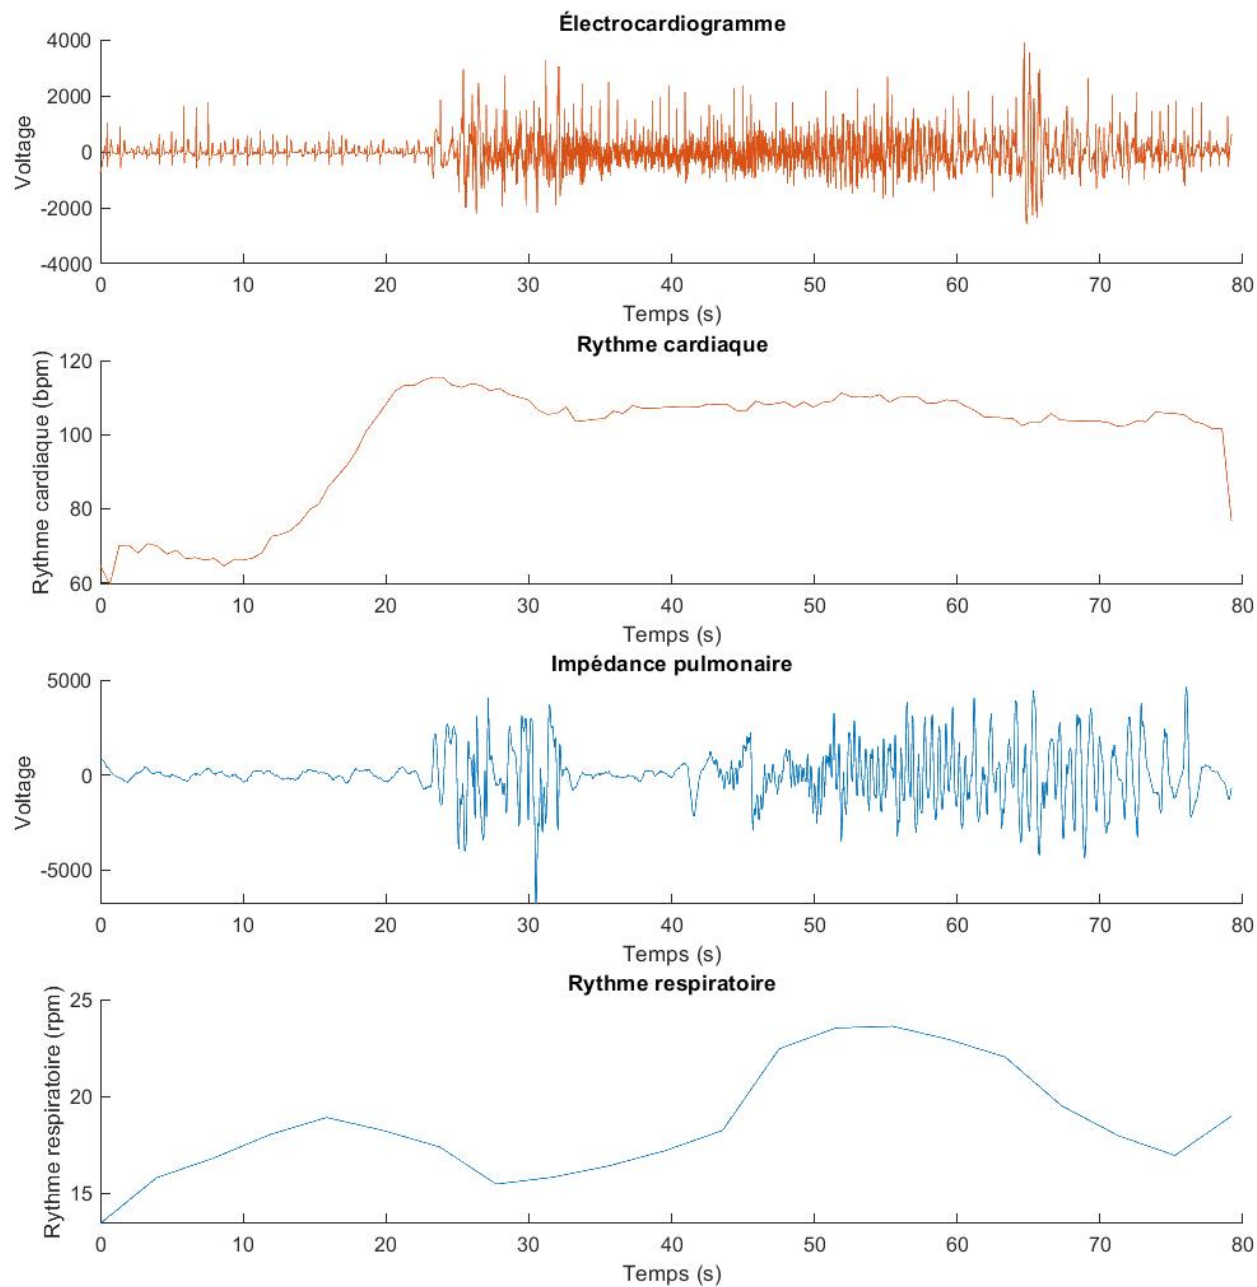 Électrocardiogramme
4000
2000
0
-2000
-4000
Voltage
0 10 20 30 40 50 60 70 80
Temps (s)
Rythme cardiaque
120
100
80
60
Rythme cardiaque (bpm)
0 10 20 30 40 50 60 70 80
Temps (s)
Impédance pulmonaire
5000
0
-5000
Voltage
0 10 20 30 40 50 60 70 80
Temps (s)
Rythme respiratoire
25
20
15
Rythme respiratoire (rpm)
0 10 20 30 40 50 60 70 80
Temps (s)